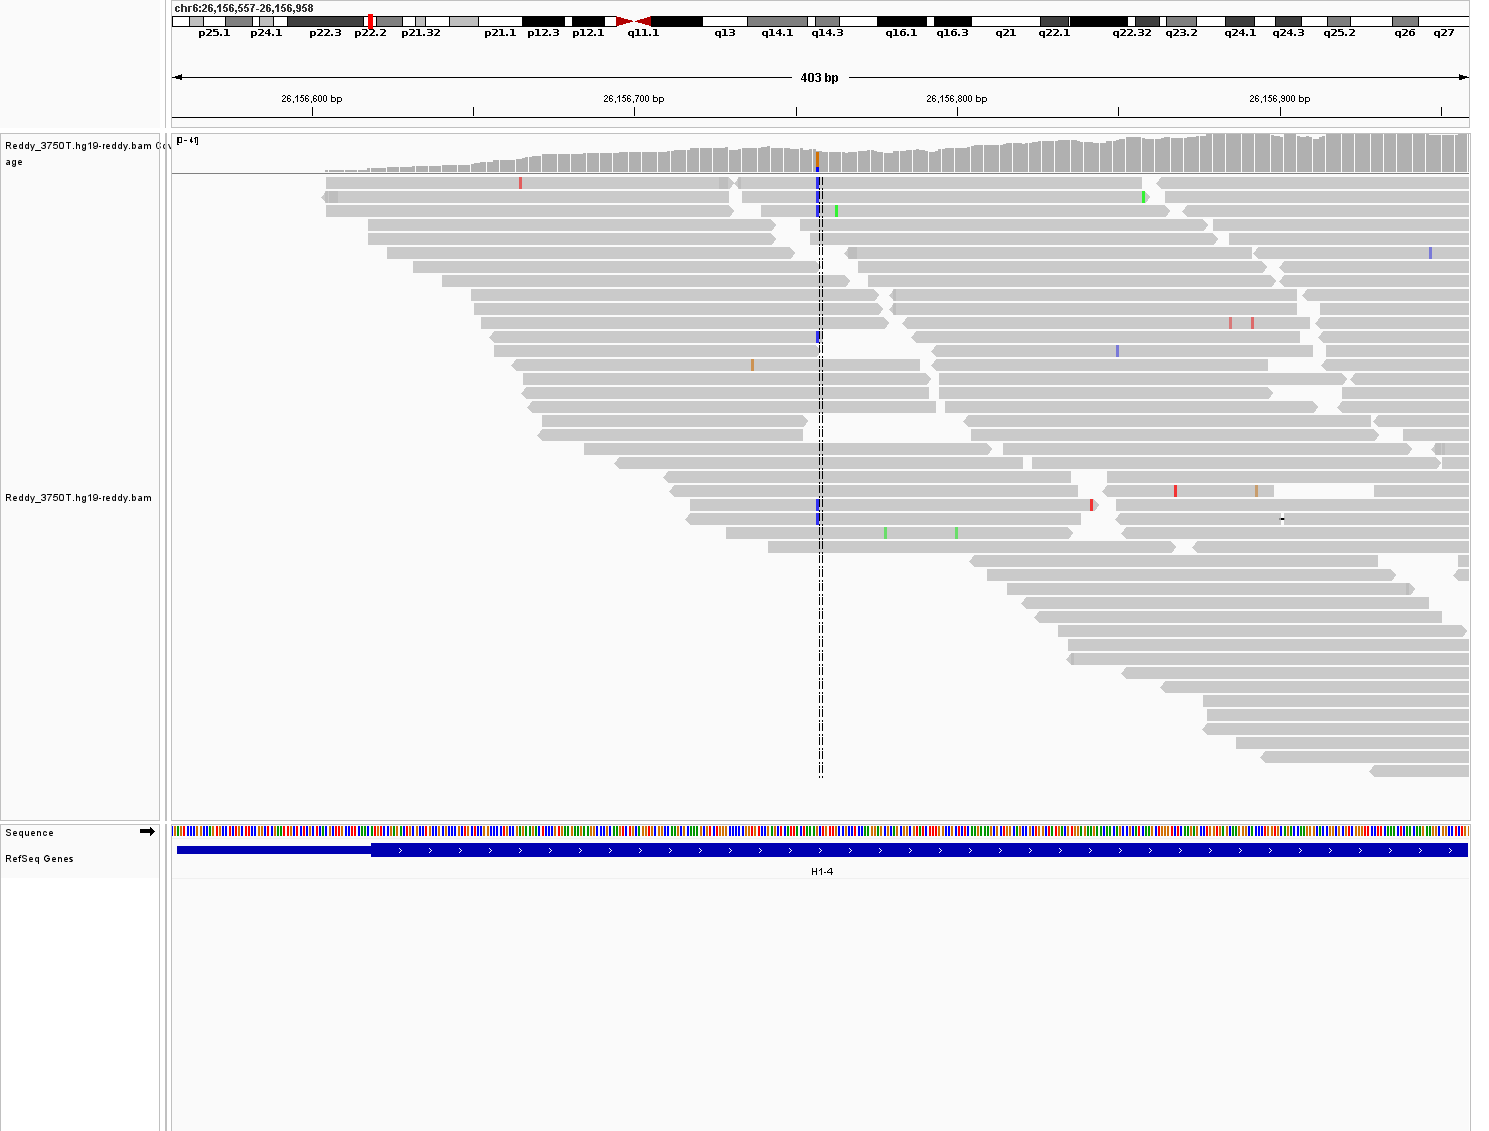 chr6:26,156,557-26,156,958
p25.1 p24.1 p22.3 p22.2 p21.32 p21.1 p12.3 p12.1 q11.1 q13 q14.1 q14.3 q16.1 q16.3 q21 q22.1 q22.32 q23.2 q24.1 q24.3 q25.2 q26 q27
403 bp
26,156,600 bp 26,156,700 bp 26,156,800 bp 26,156,900 bp
Reddy_3750T.hg19-reddy.bam Cov
age
[0 - 41]
Reddy_3750T.hg19-reddy.bam
Sequence
RefSeq Genes
H1-4